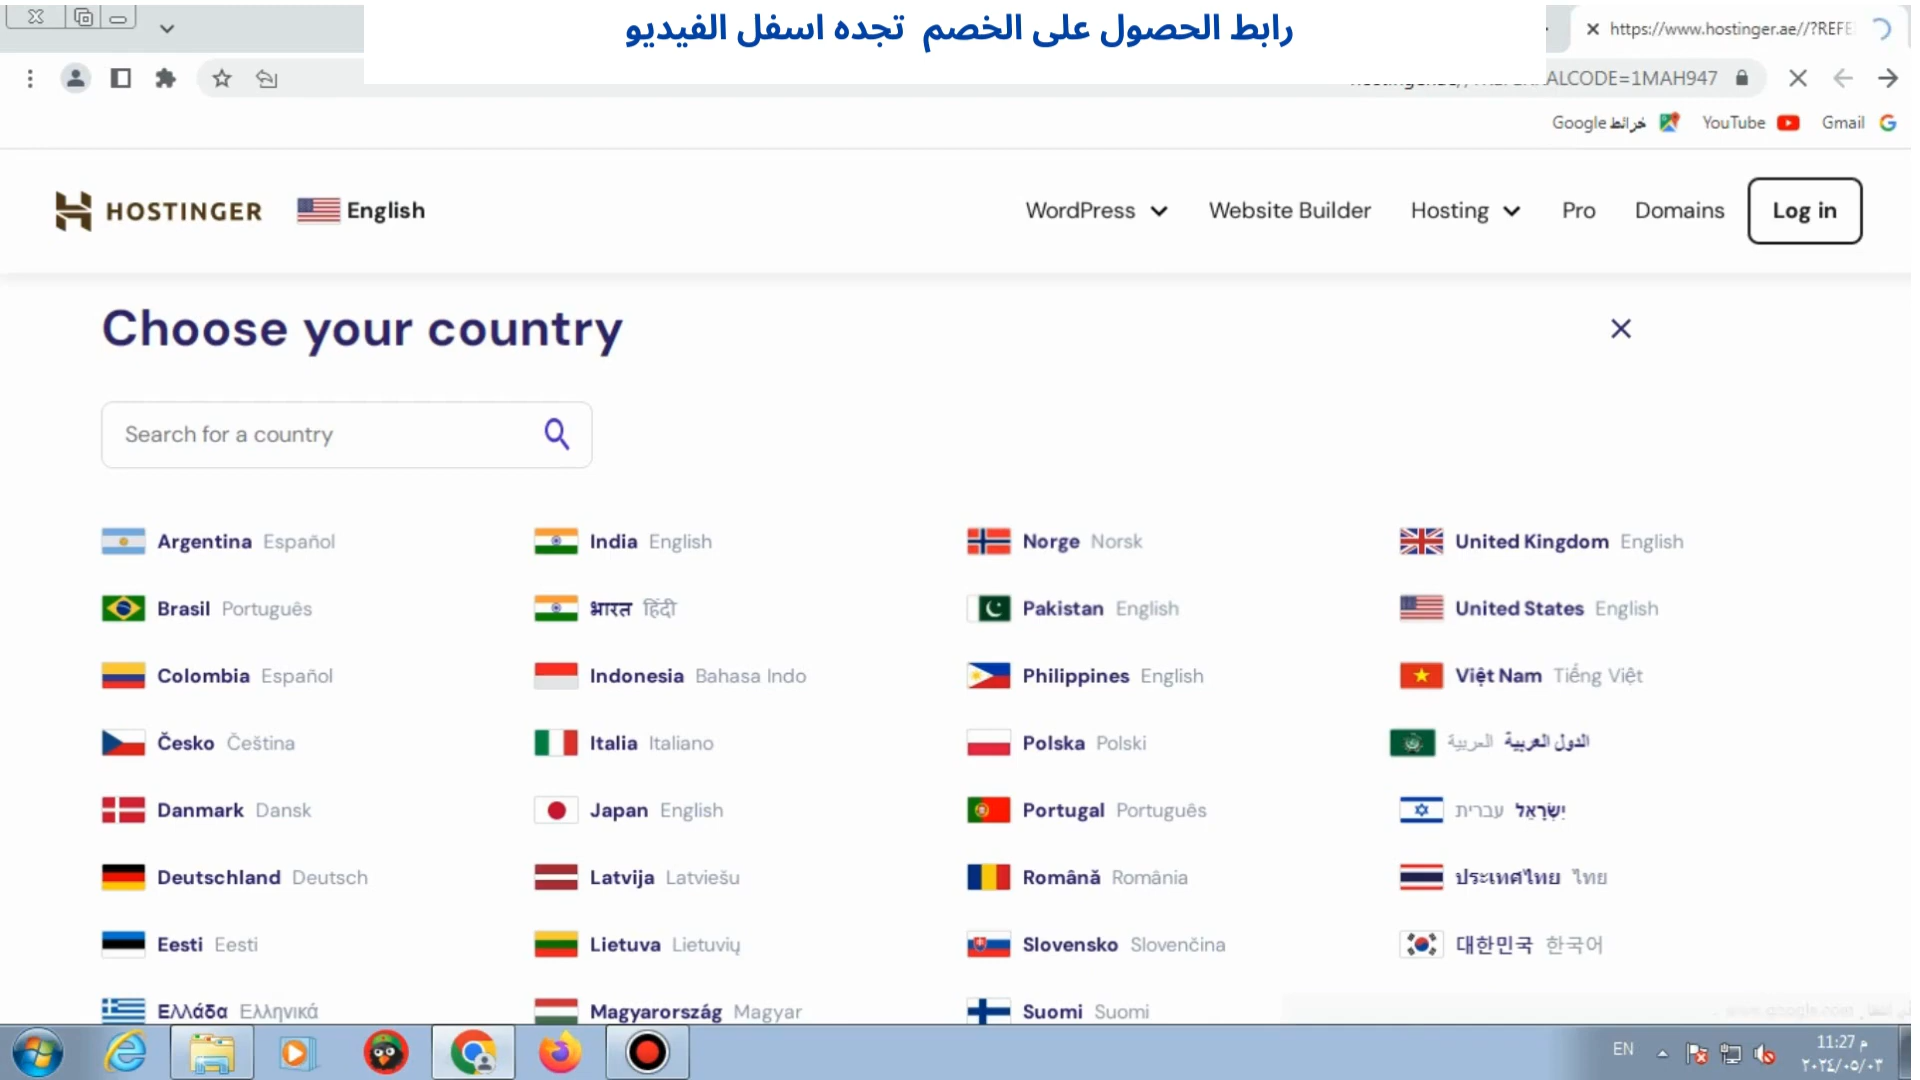 رابط الحصول على الخصم تجده اسفل الفيديو
https://www.hostinger.ae//?REFE
ALCODE=1MAH947
خرائط Google
YouTube
Gmail
HOSTINGER
English
WordPress
Website Builder
Hosting
Pro
Domains
Log in
Choose your country
Search for a country
Argentina Español
India English
Norge Norsk
United Kingdom English
Brasil Português
भारत हिंदी
Pakistan English
United States English
Colombia Español
Indonesia Bahasa Indo
Philippines English
Việt Nam Tiếng Việt
Česko Čeština
Italia Italiano
Polska Polski
الدول العربية العربية
Danmark Dansk
Japan English
Portugal Português
יִשְׂרָאֵל עברית
Deutschland Deutsch
Latvija Latviešu
Română România
ประเทศไทย ไทย
Eesti Eesti
Lietuva Lietuvių
Slovensko Slovenčina
대한민국 한국어
Ελλάδα Ελληνικά
Magyarország Magyar
Suomi Suomi
EN
11:27 م
٢٠٢٤/٠٥/٠٣